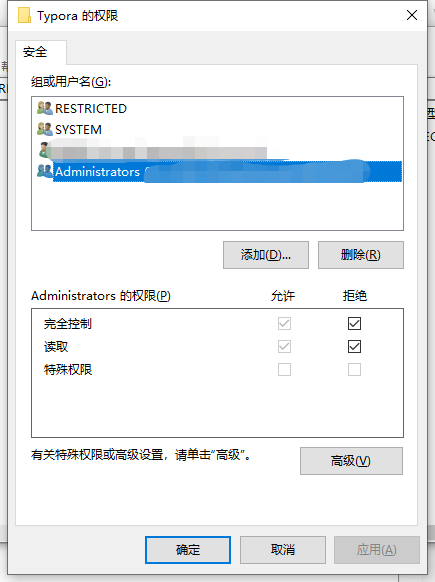 Typora 的权限
安全
组或用户名(G):
RESTRICTED
SYSTEM
Administrators (
添加(D)...
删除(R)
Administrators 的权限(P)
允许
拒绝
完全控制
读取
特殊权限
有关特殊权限或高级设置，请单击“高级”。
高级(V)
确定
取消
应用(A)